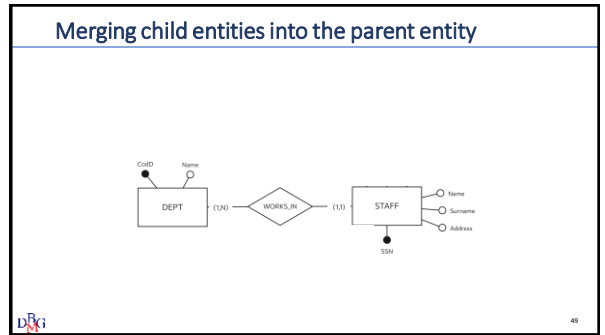 Merging child entities into the parent entity
CodD
Name
DEPT
(1,N)
WORKS_IN
(1,1)
STAFF
Name
Surname
Address
SSN
DBMG
49